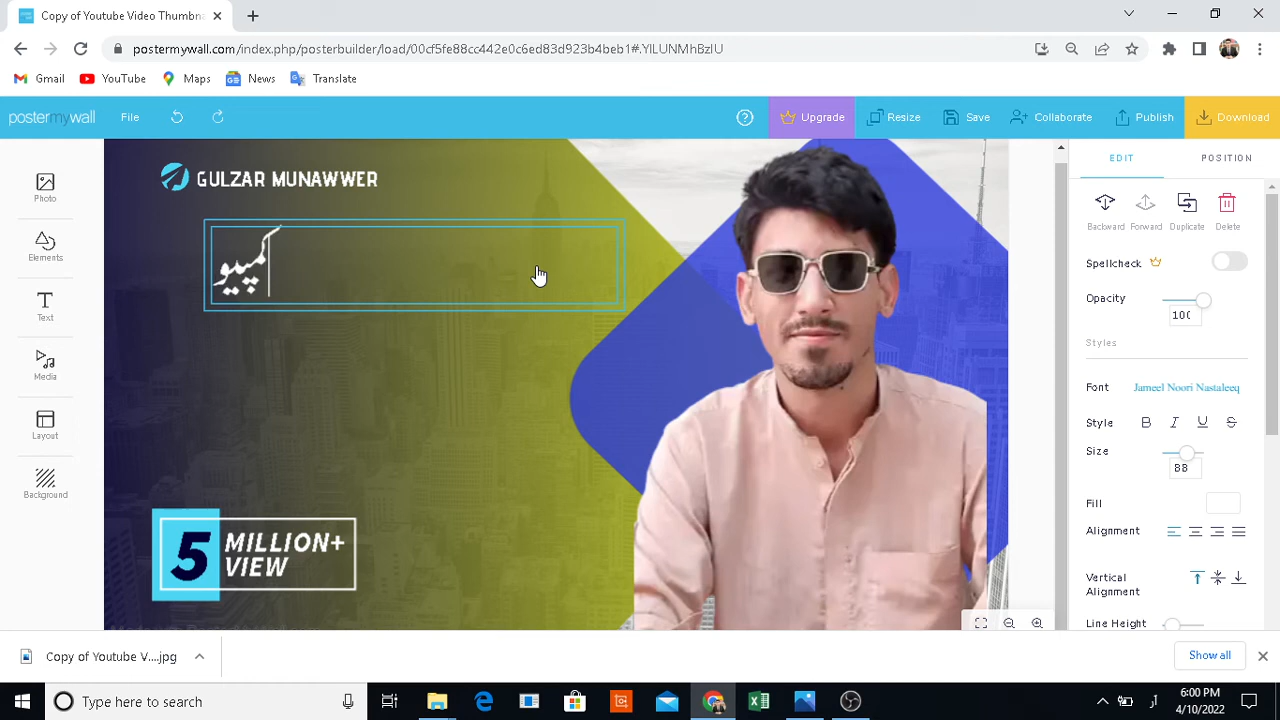 Copy of Youtube Video Thumbna
postermywall.com/index.php/posterbuilder/load/00cf5fe88cc442e0c6ed83d923b4beb1#.YlLUNMhBzIU
Gmail YouTube Maps News Translate
postermywall File Upgrade Resize Save Collaborate Publish Download
Photo
Elements
Text
Media
Layout
Background
GULZAR MUNAWWER
کمپیو
5 MILLION+
VIEW
EDIT POSITION
Backward Forward Duplicate Delete
Spellcheck
Opacity
100
Styles
Font Jameel Noori Nastaleeq
Style B I U S
Size
88
Fill
Alignment
Vertical
Alignment
Line Height
Copy of Youtube V....jpg Show all
Type here to search
6:00 PM
4/10/2022